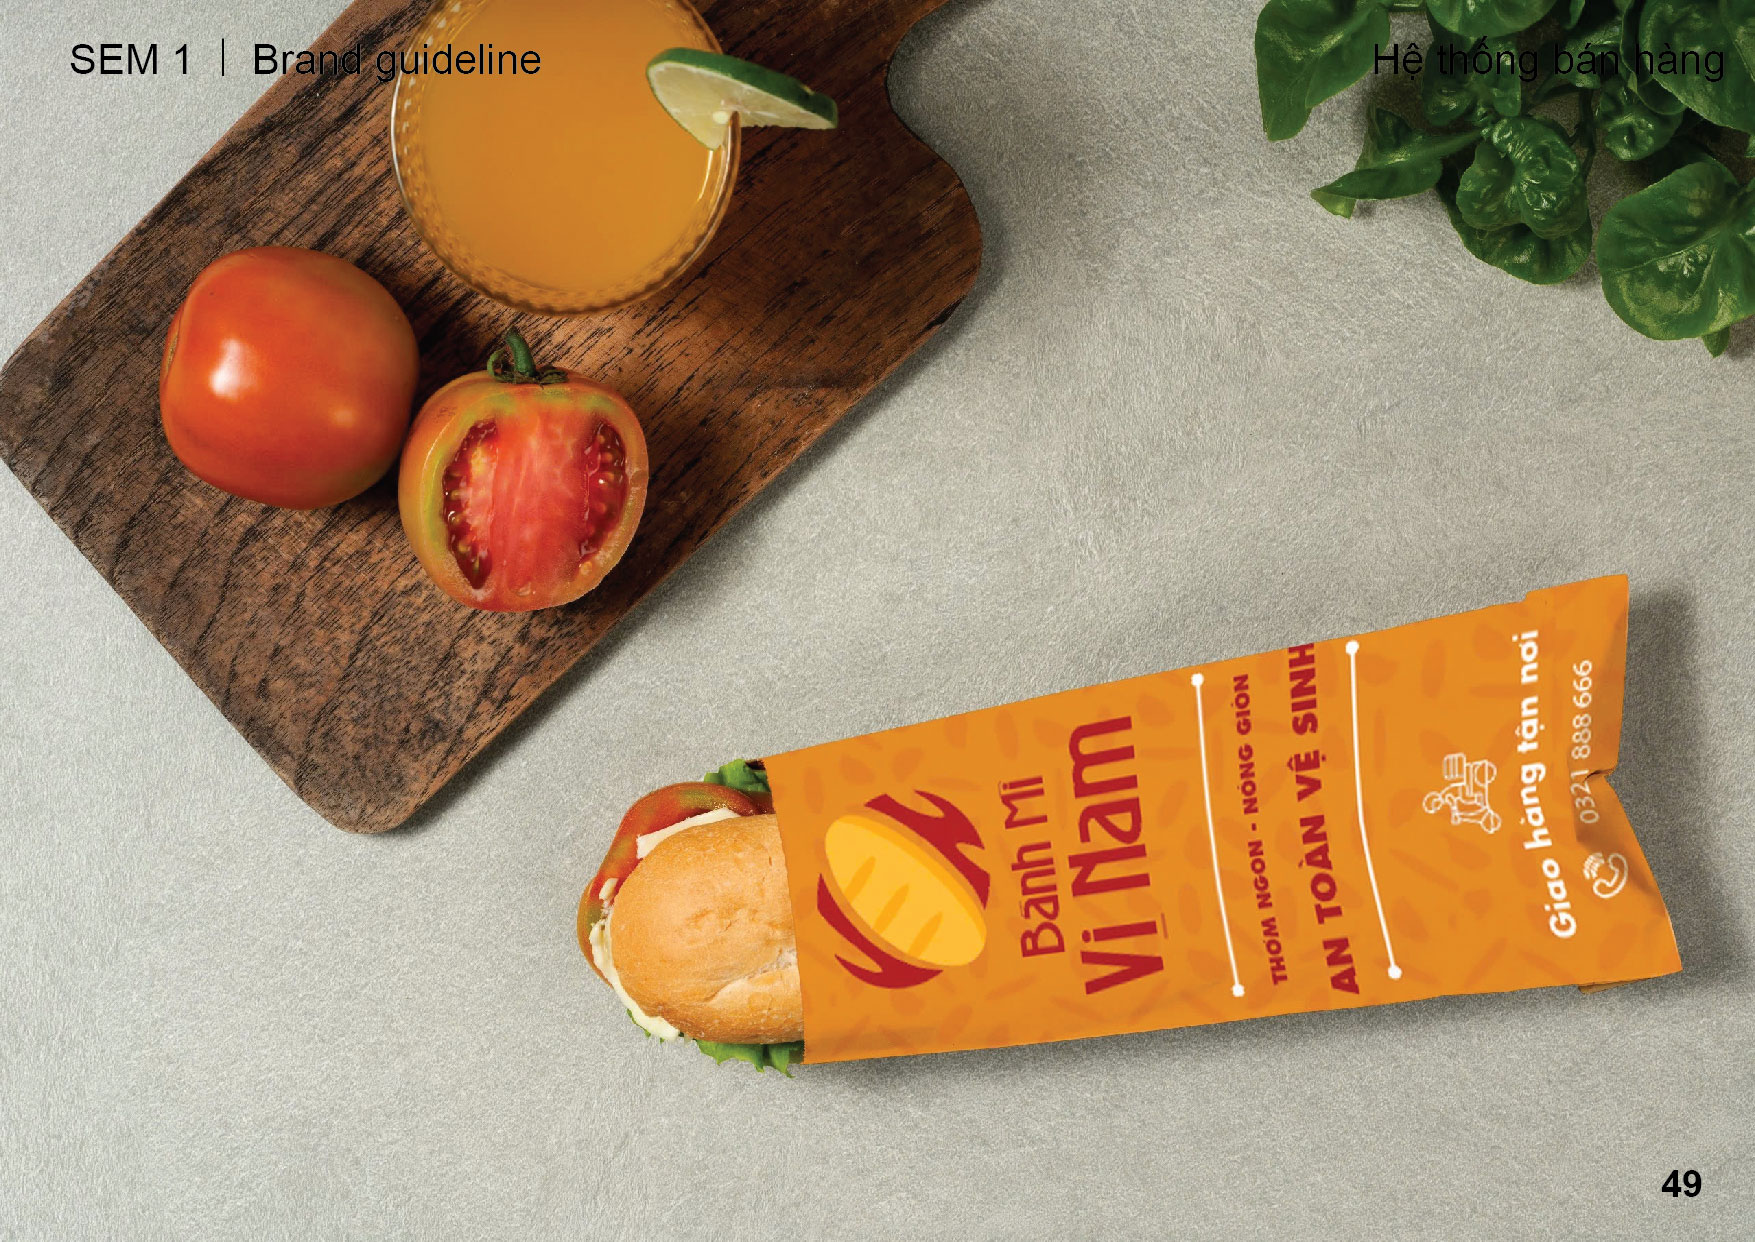 SEM 1 | Brand guideline
Hệ thống bán hàng
Bánh Mì
Vị Nam
THƠM NGON - NÓNG GIÒN
AN TOÀN VỆ SINH
Giao hàng tận nơi
0321 888 666
49